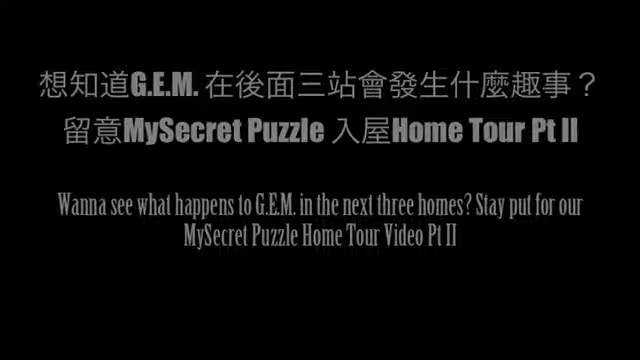 想知道G.E.M. 在後面三站會發生什麼趣事？
留意MySecret Puzzle 入屋Home Tour Pt II
Wanna see what happens to G.E.M. in the next three homes? Stay put for our
MySecret Puzzle Home Tour Video Pt II